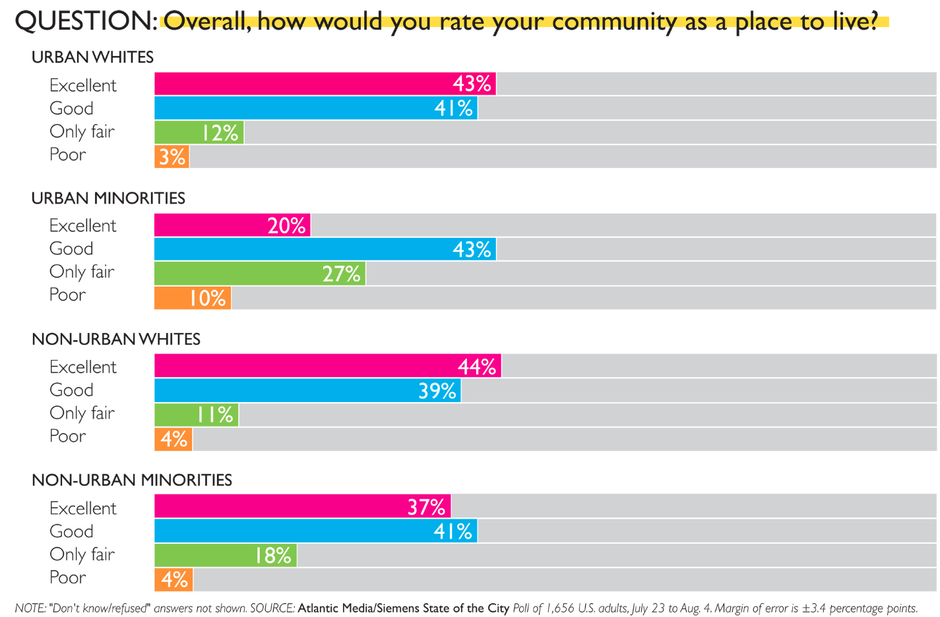 QUESTION: Overall, how would you rate your community as a place to live?
URBAN WHITES
Excellent 43%
Good 41%
Only fair 12%
Poor 3%
URBAN MINORITIES
Excellent 20%
Good 43%
Only fair 27%
Poor 10%
NON-URBAN WHITES
Excellent 44%
Good 39%
Only fair 11%
Poor 4%
NON-URBAN MINORITIES
Excellent 37%
Good 41%
Only fair 18%
Poor 4%
NOTE: "Don't know/refused" answers not shown. SOURCE: Atlantic Media/Siemens State of the City Poll of 1,656 U.S. adults, July 23 to Aug. 4. Margin of error is ±3.4 percentage points.